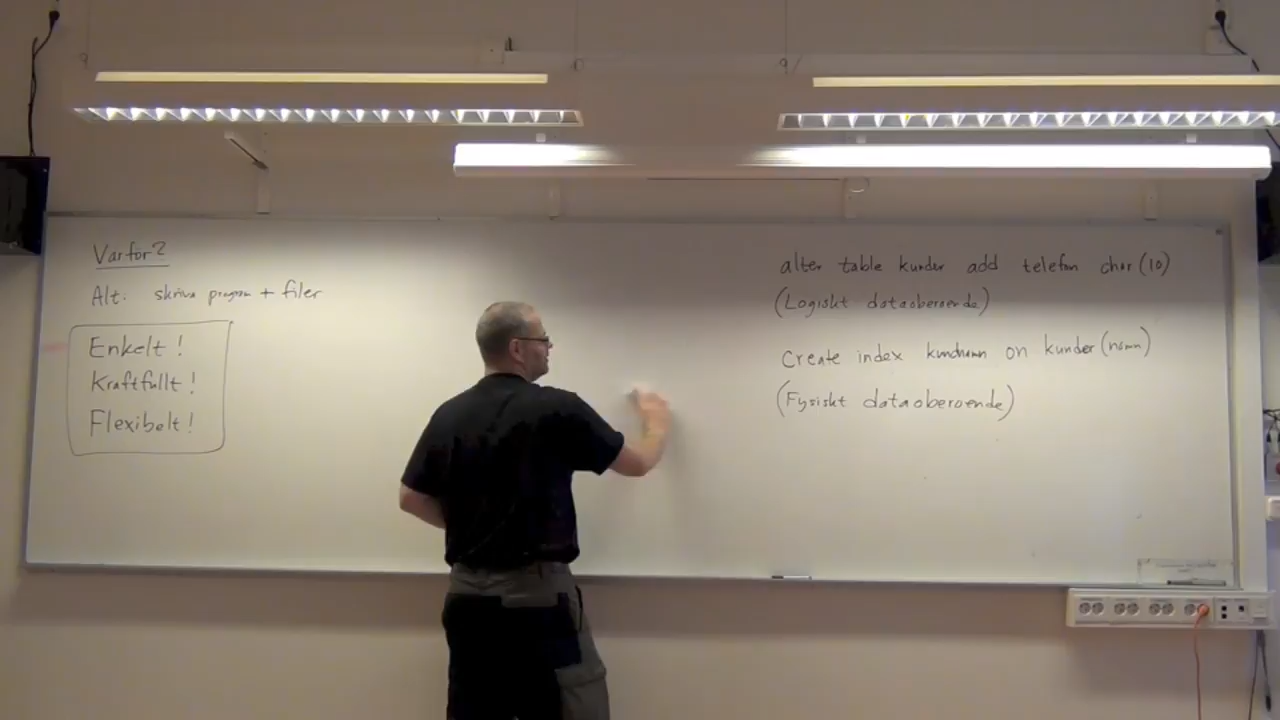 Varför?
Alt. skriva program + filer
Enkelt!
Kraftfullt!
Flexibelt!
alter table kunder add telefon char(10)
(Logiskt dataoberoende)
Create index kundnamn on kunder(namn)
(Fysiskt dataoberoende)